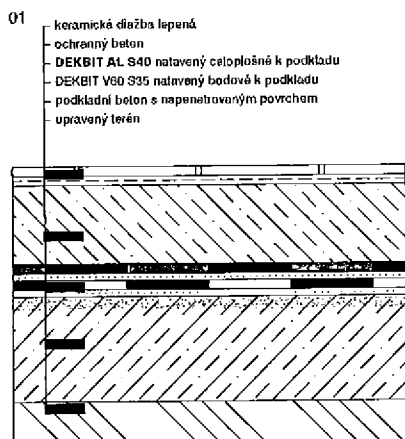 01
keramická dlažba lepená
ochranný beton
DEKBIT AL S40 natavený celoplošně k podkladu
DEKBIT V60 S35 natavený bodově k podkladu
podkladní beton s napenetrovaným povrchem
upravený terén